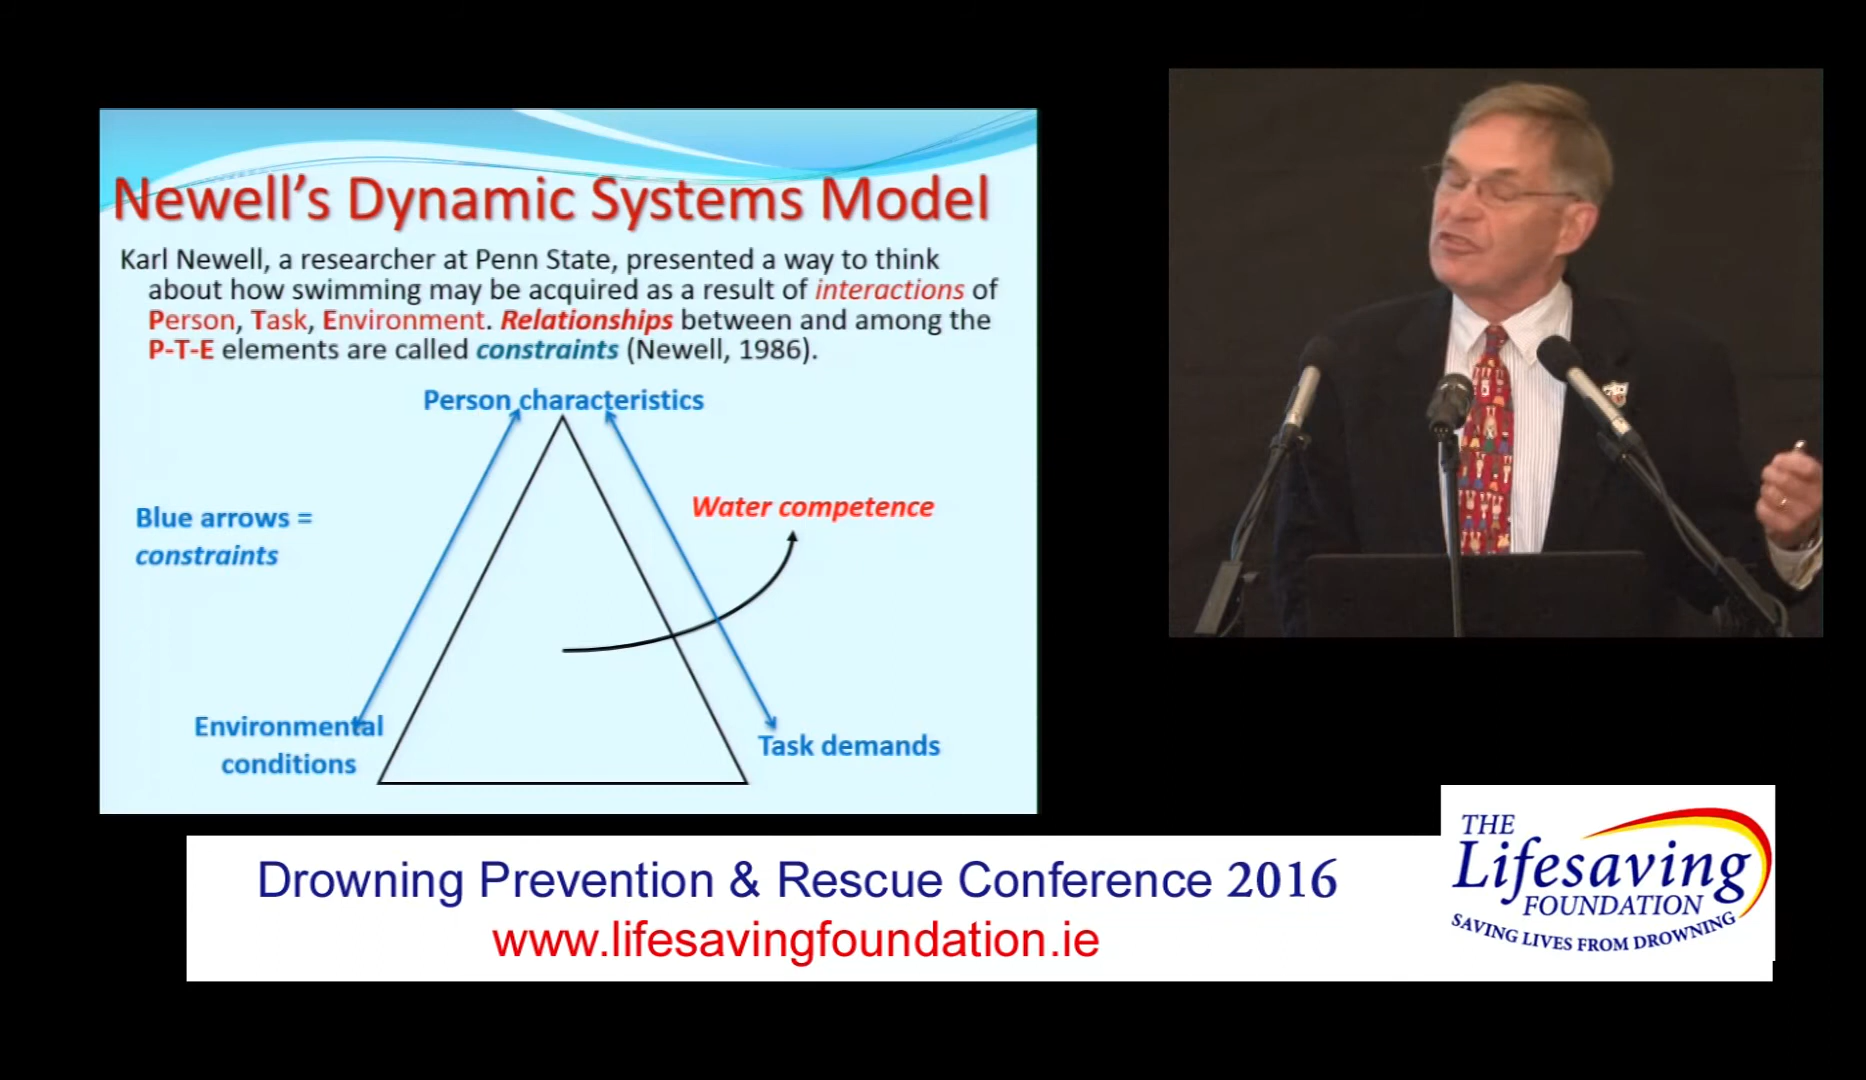 Newell's Dynamic Systems Model
Karl Newell, a researcher at Penn State, presented a way to think
about how swimming may be acquired as a result of interactions of
Person, Task, Environment. Relationships between and among the
P-T-E elements are called constraints (Newell, 1986).
Person characteristics
Water competence
Blue arrows =
constraints
Environmental
conditions
Task demands
Drowning Prevention & Rescue Conference 2016
www.lifesavingfoundation.ie
THE
Lifesaving
FOUNDATION
SAVING LIVES FROM DROWNING